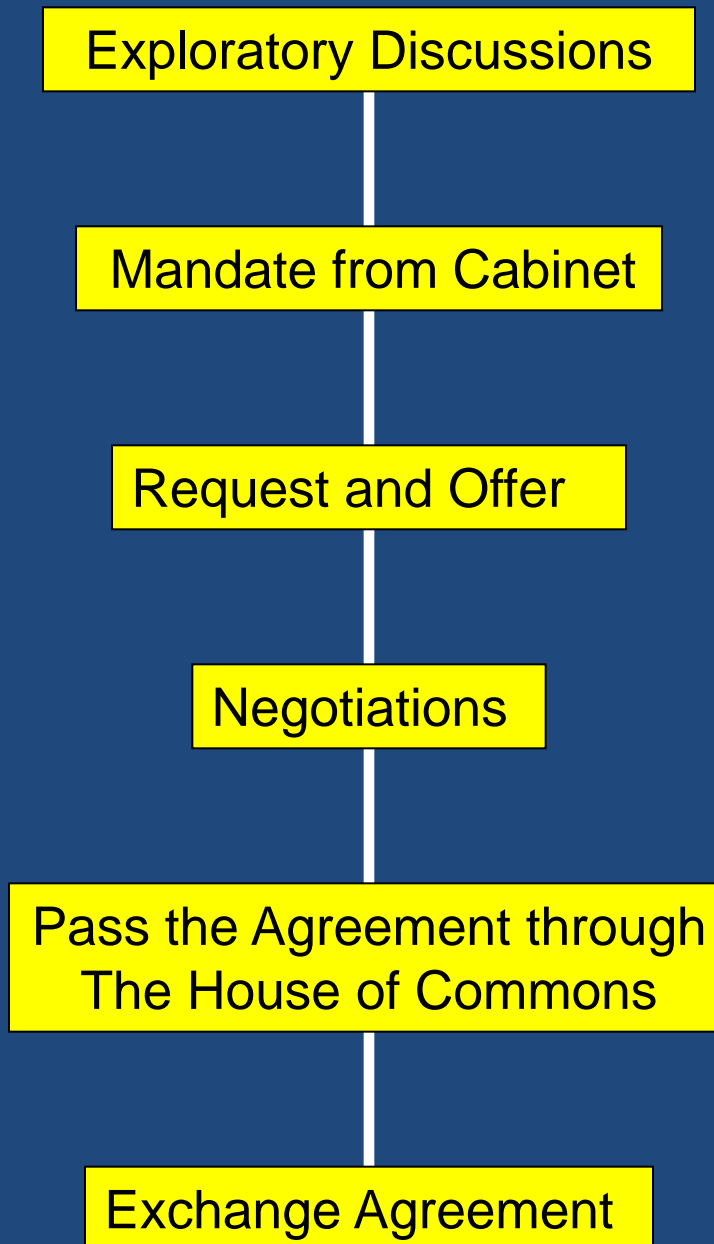 Exploratory Discussions
Mandate from Cabinet
Request and Offer
Negotiations
Pass the Agreement through
The House of Commons
Exchange Agreement